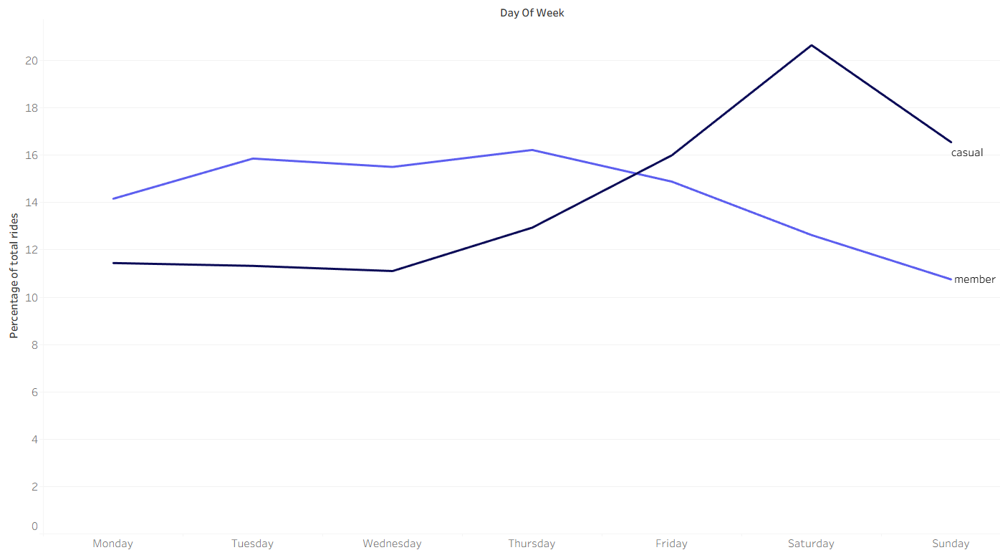 Day Of Week
Percentage of total rides
20
18
16
14
12
10
8
6
4
2
0
casual
member
Monday Tuesday Wednesday Thursday Friday Saturday Sunday